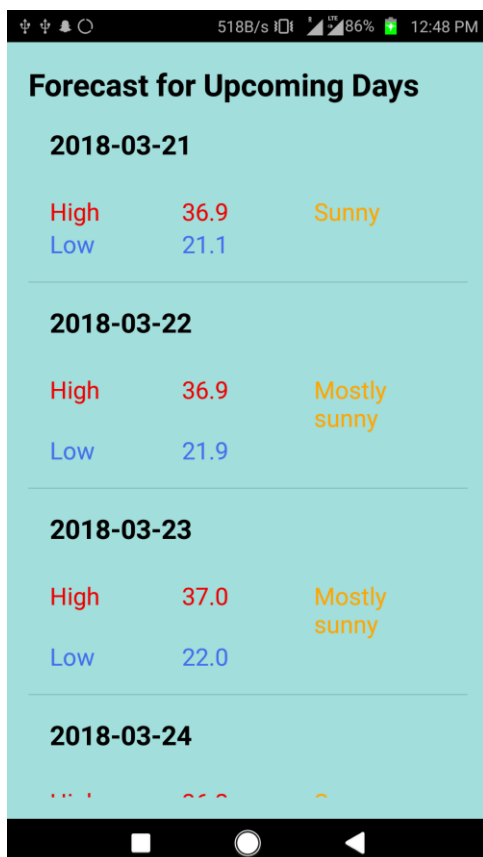 518B/s LTE 86% 12:48 PM
Forecast for Upcoming Days
2018-03-21
High 36.9 Sunny
Low 21.1
2018-03-22
High 36.9 Mostly
sunny
Low 21.9
2018-03-23
High 37.0 Mostly
sunny
Low 22.0
2018-03-24